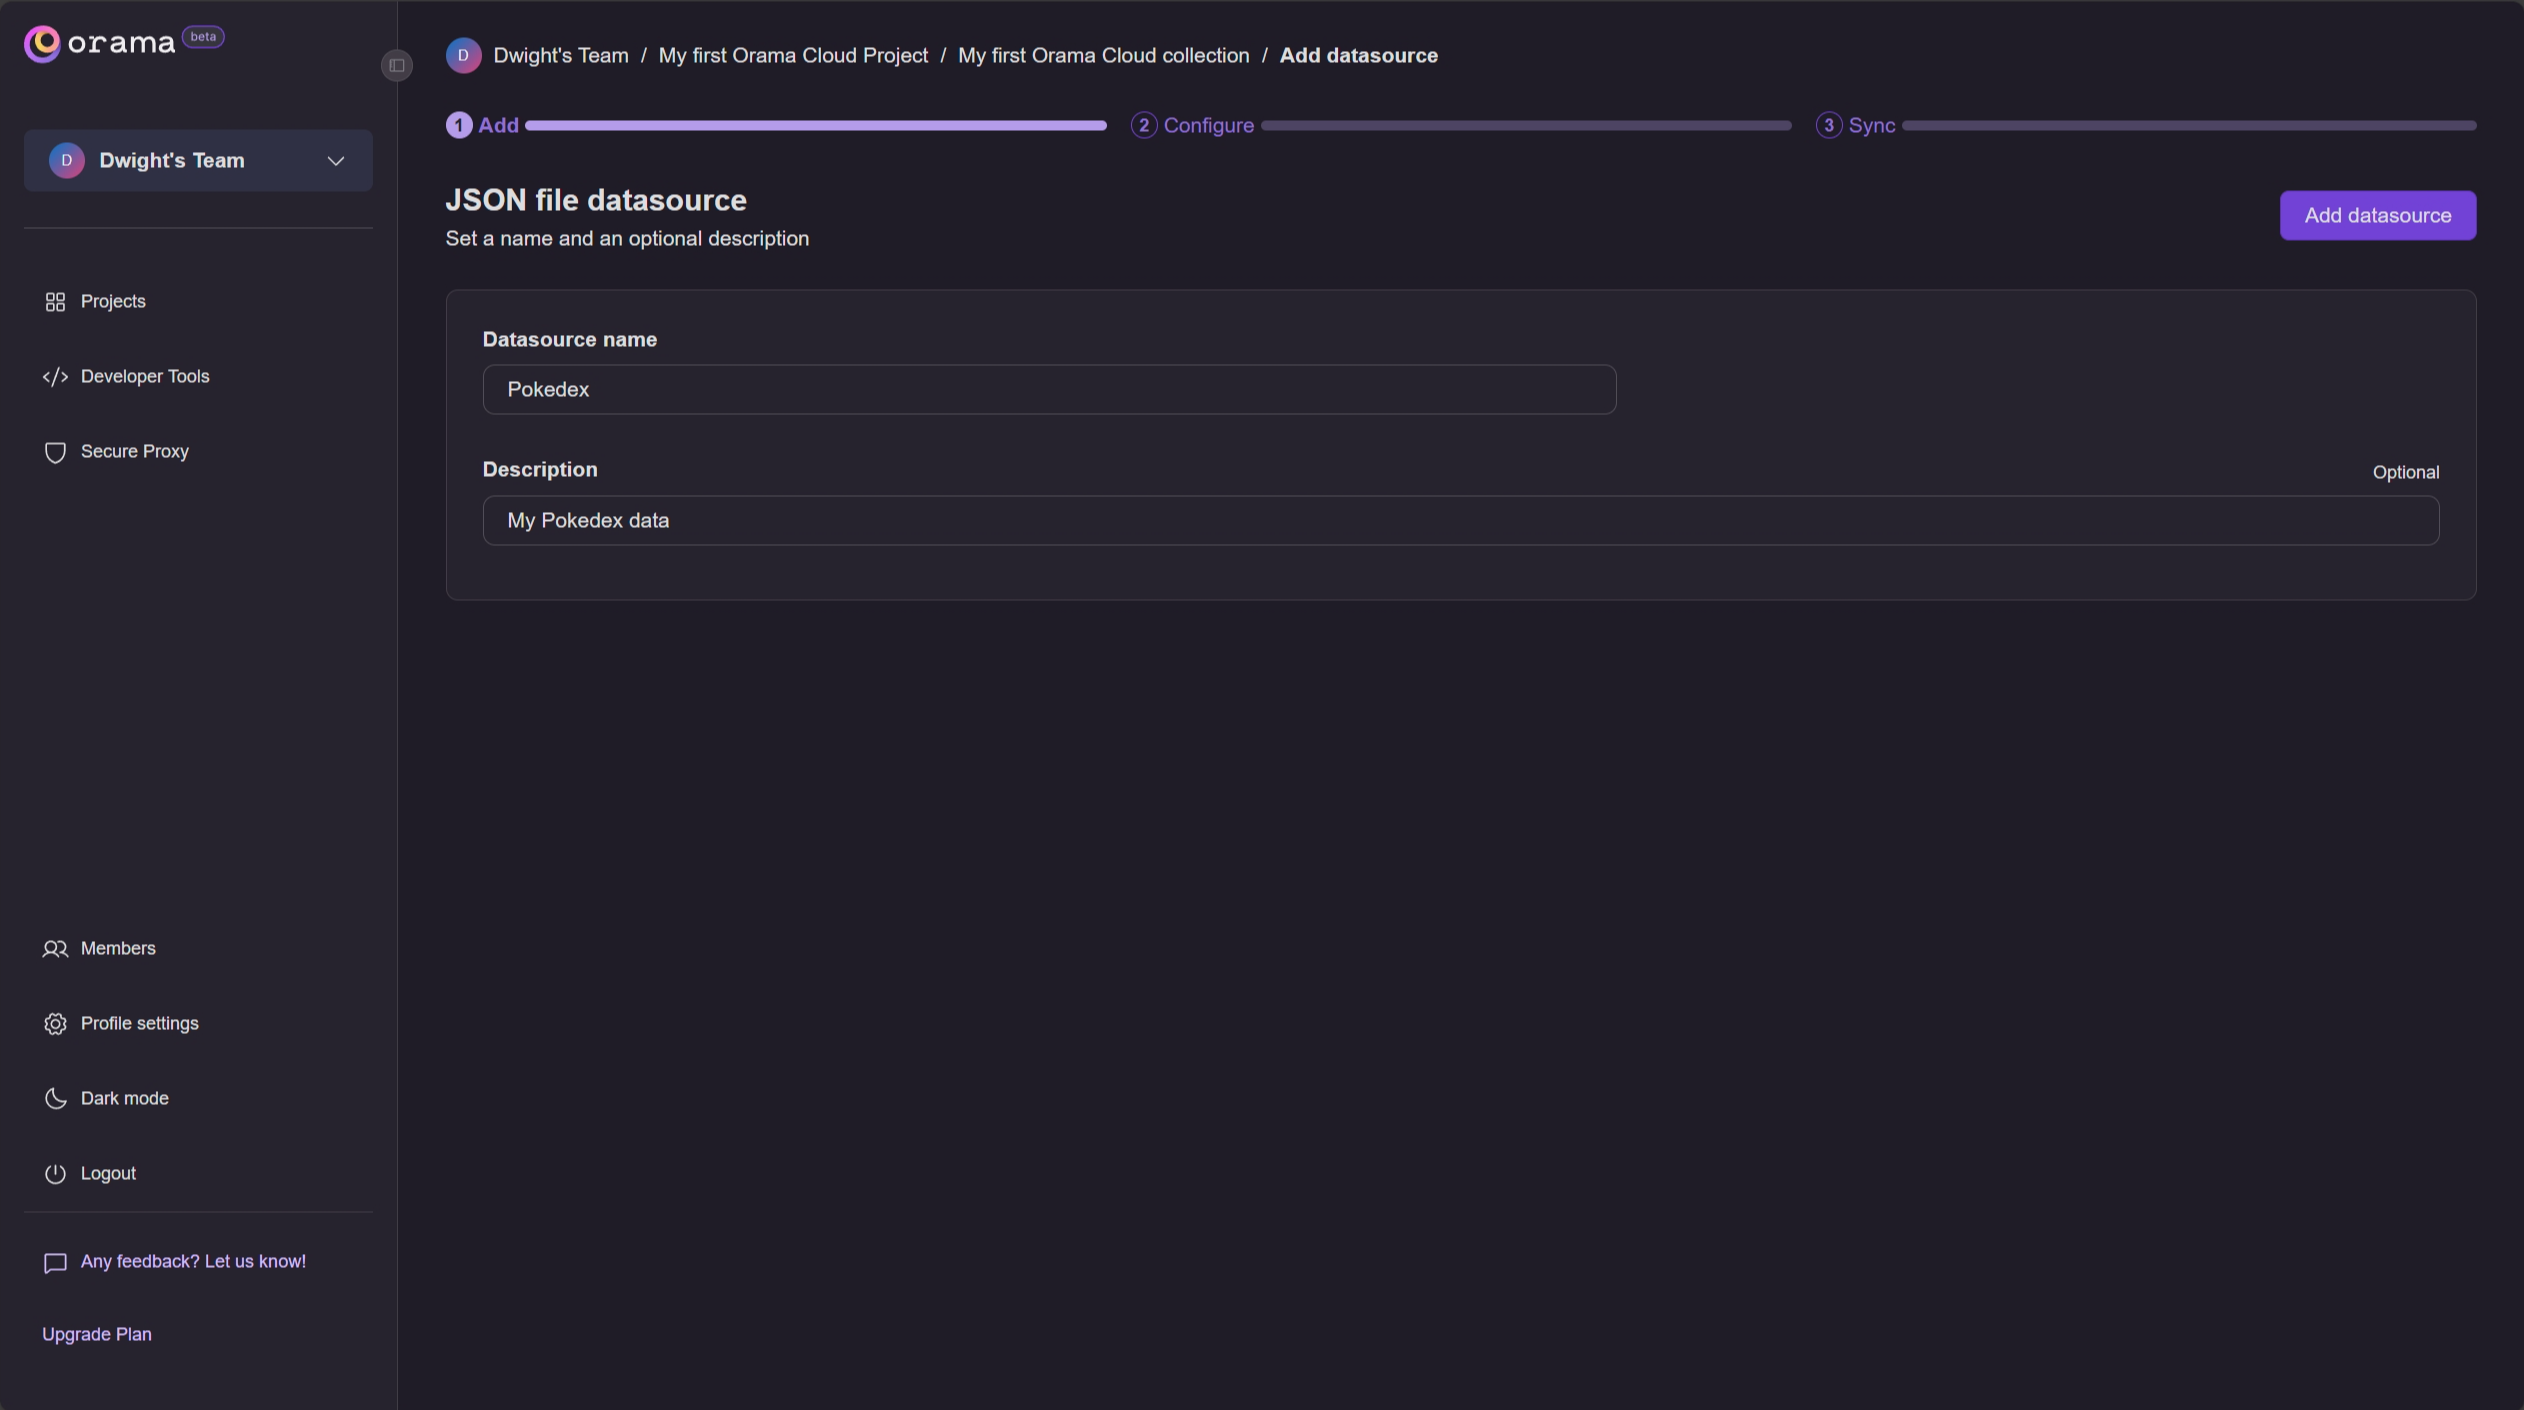 orama beta
D Dwight's Team
Projects
Developer Tools
Secure Proxy
Members
Profile settings
Dark mode
Logout
Any feedback? Let us know!
Upgrade Plan
D Dwight's Team / My first Orama Cloud Project / My first Orama Cloud collection / Add datasource
1 Add 2 Configure 3 Sync
JSON file datasource
Set a name and an optional description
Add datasource
Datasource name
Pokedex
Description Optional
My Pokedex data